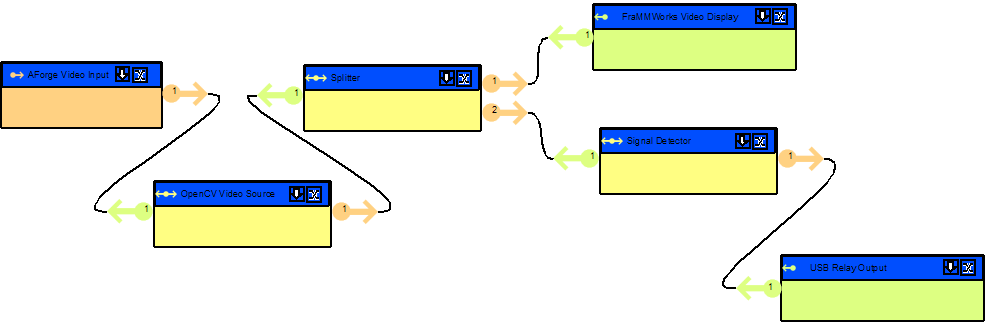 FraMMWorks Video Display
1
AForge Video Input
1
1
Splitter
1
2
1
Signal Detector
1
1
OpenCV Video Source
1
USB Relay Output
1